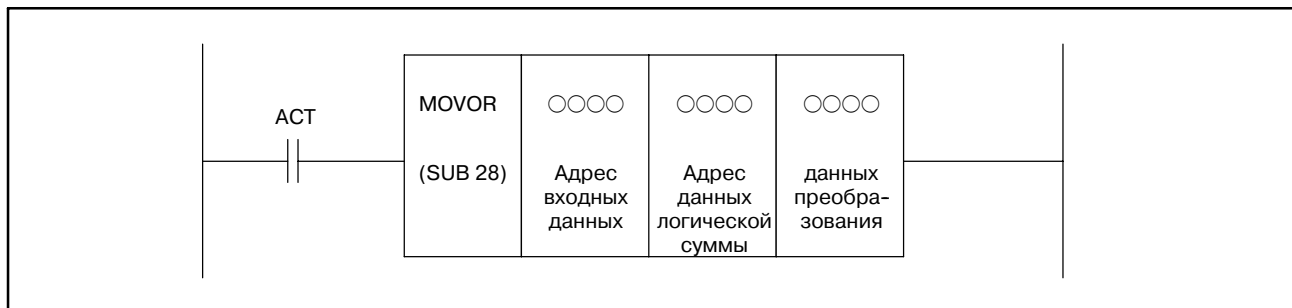 ACT
MOVOR
(SUB 28)
○○○○
Адрес
входных
данных
○○○○
Адрес
данных
логической
суммы
○○○○
данных
преобра-
зования